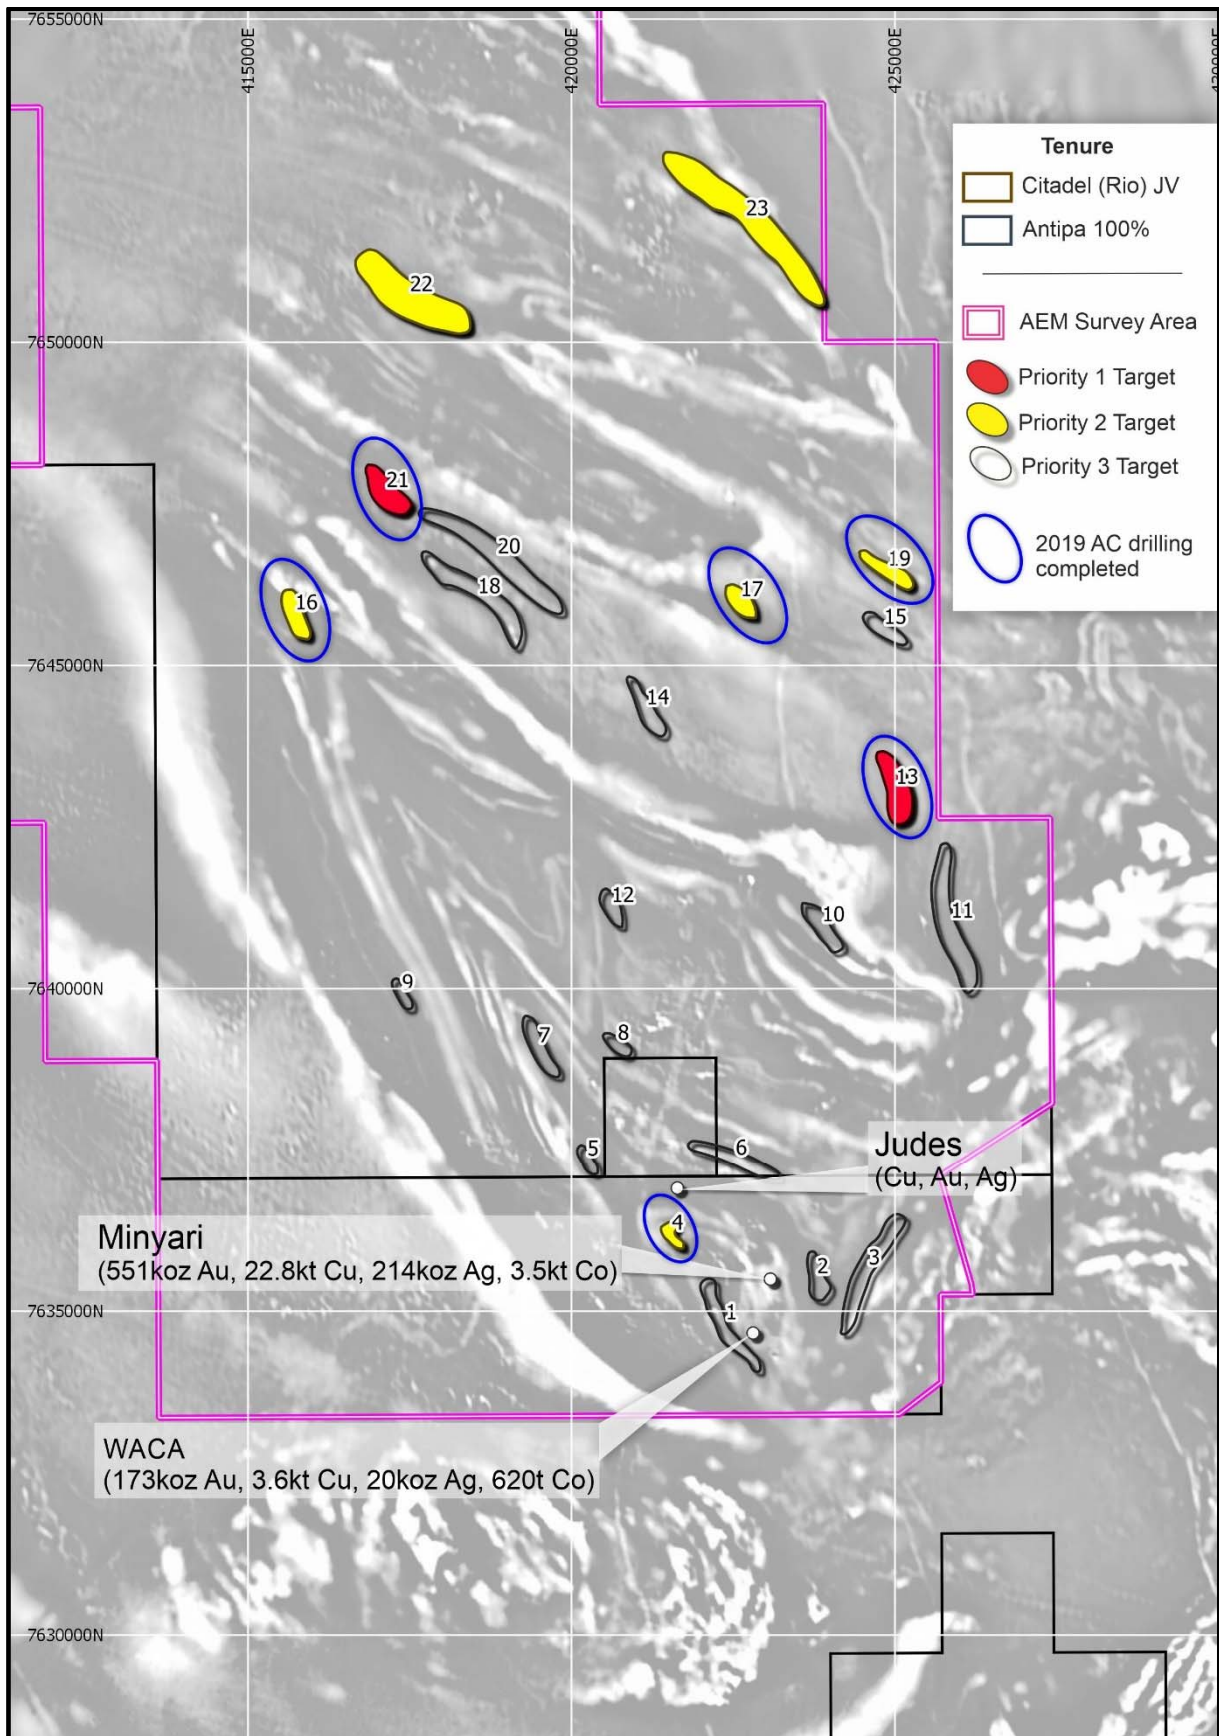 7655000N
415000E
420000E
425000E
Tenure
Citadel (Rio) JV
Antipa 100%
AEM Survey Area
Priority 1 Target
Priority 2 Target
Priority 3 Target
2019 AC drilling
completed
23
22
7650000N
21
20
19
18
17
16
15
7645000N
14
13
12
10
11
9
7640000N
7
8
5
6
Judes
(Cu, Au, Ag)
4
Minyari
(551koz Au, 22.8kt Cu, 214koz Ag, 3.5kt Co)
3
2
1
7635000N
WACA
(173koz Au, 3.6kt Cu, 20koz Ag, 620t Co)
7630000N